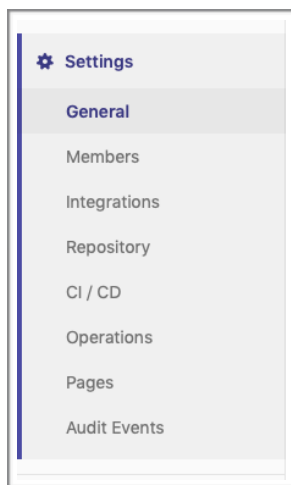 Settings
General
Members
Integrations
Repository
CI / CD
Operations
Pages
Audit Events